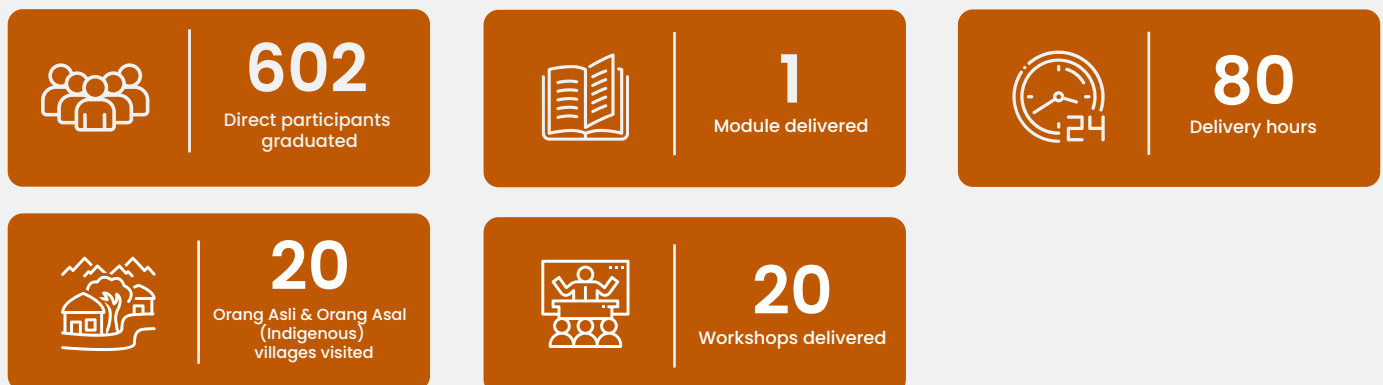 602
Direct participants
graduated
1
Module delivered
24
80
Delivery hours
20
Orang Asli & Orang Asal
(Indigenous)
villages visited
20
Workshops delivered